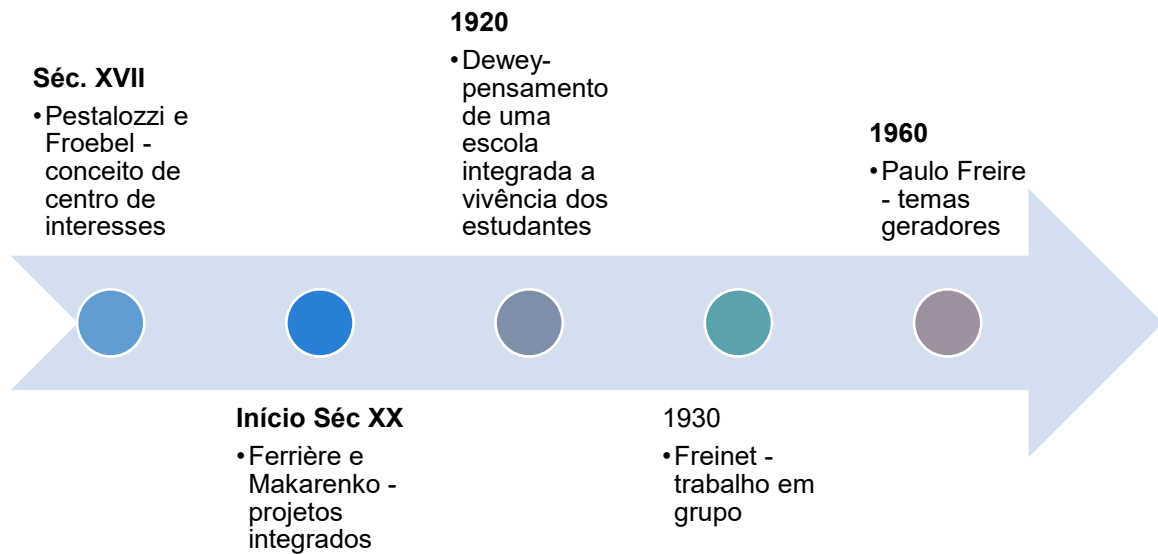 Séc. XVII
•Pestalozzi e
Froebel -
conceito de
centro de
interesses
Início Séc XX
•Ferrière e
Makarenko -
projetos
integrados
1920
•Dewey-
pensamento
de uma
escola
integrada a
vivência dos
estudantes
1930
•Freinet -
trabalho em
grupo
1960
•Paulo Freire
- temas
geradores